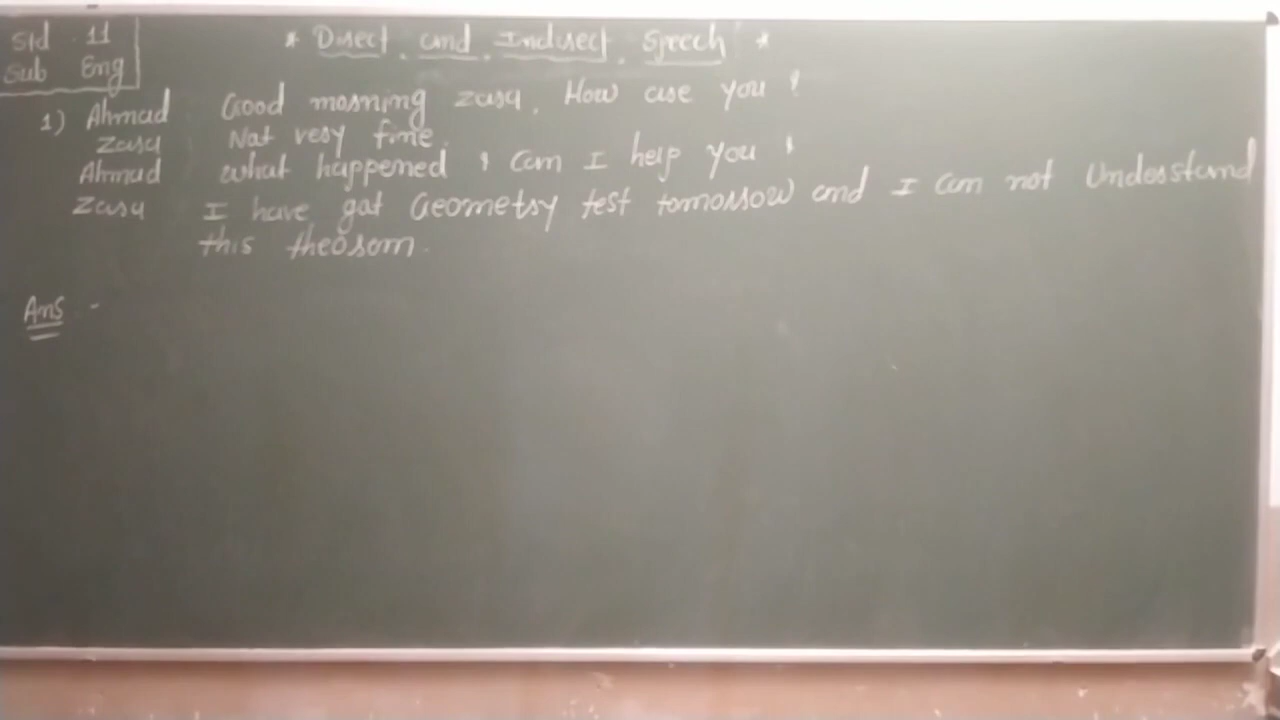 Std 11
Sub Eng
* Direct and Indirect Speech *
1) Ahmad Good morning zara. How are you ?
zara Not very fine.
Ahmad what happened ? Can I help you ?
zara I have got Geometry test tomorrow and I can not Understand
this theorem.
Ans -